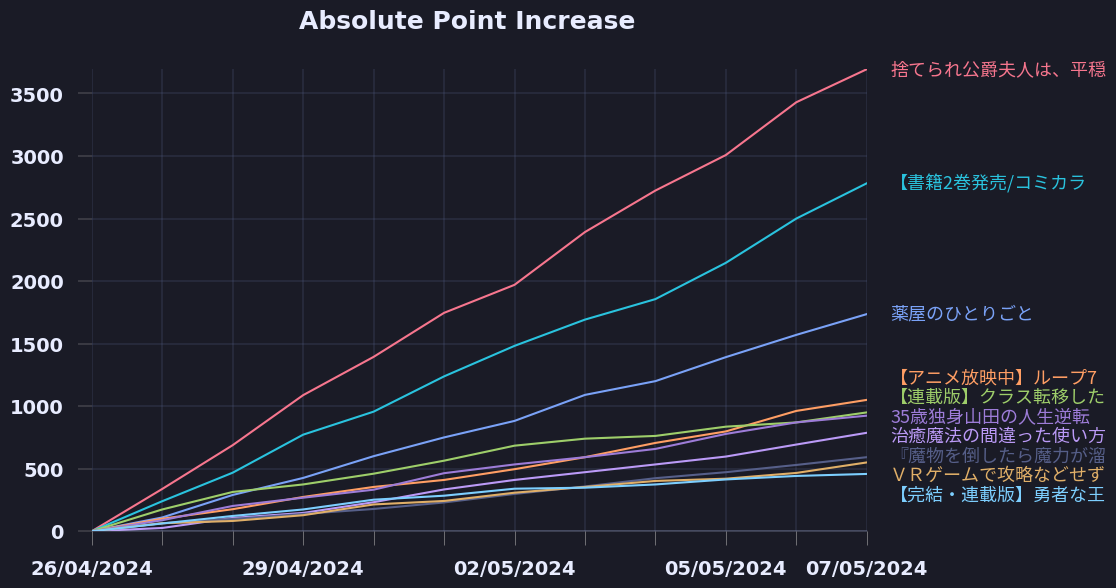 Absolute Point Increase
3500
3000
2500
2000
1500
1000
500
0
26/04/2024
29/04/2024
02/05/2024
05/05/2024
07/05/2024
捨てられ公爵夫人は、平穏
【書籍2巻発売/コミカラ
薬屋のひとりごと
【アニメ放映中】ループ7
【連載版】クラス転移した
35歳独身山田の人生逆転
治癒魔法の間違った使い方
『魔物を倒したら魔力が溜
ＶＲゲームで攻略などせず
【完結・連載版】勇者な王